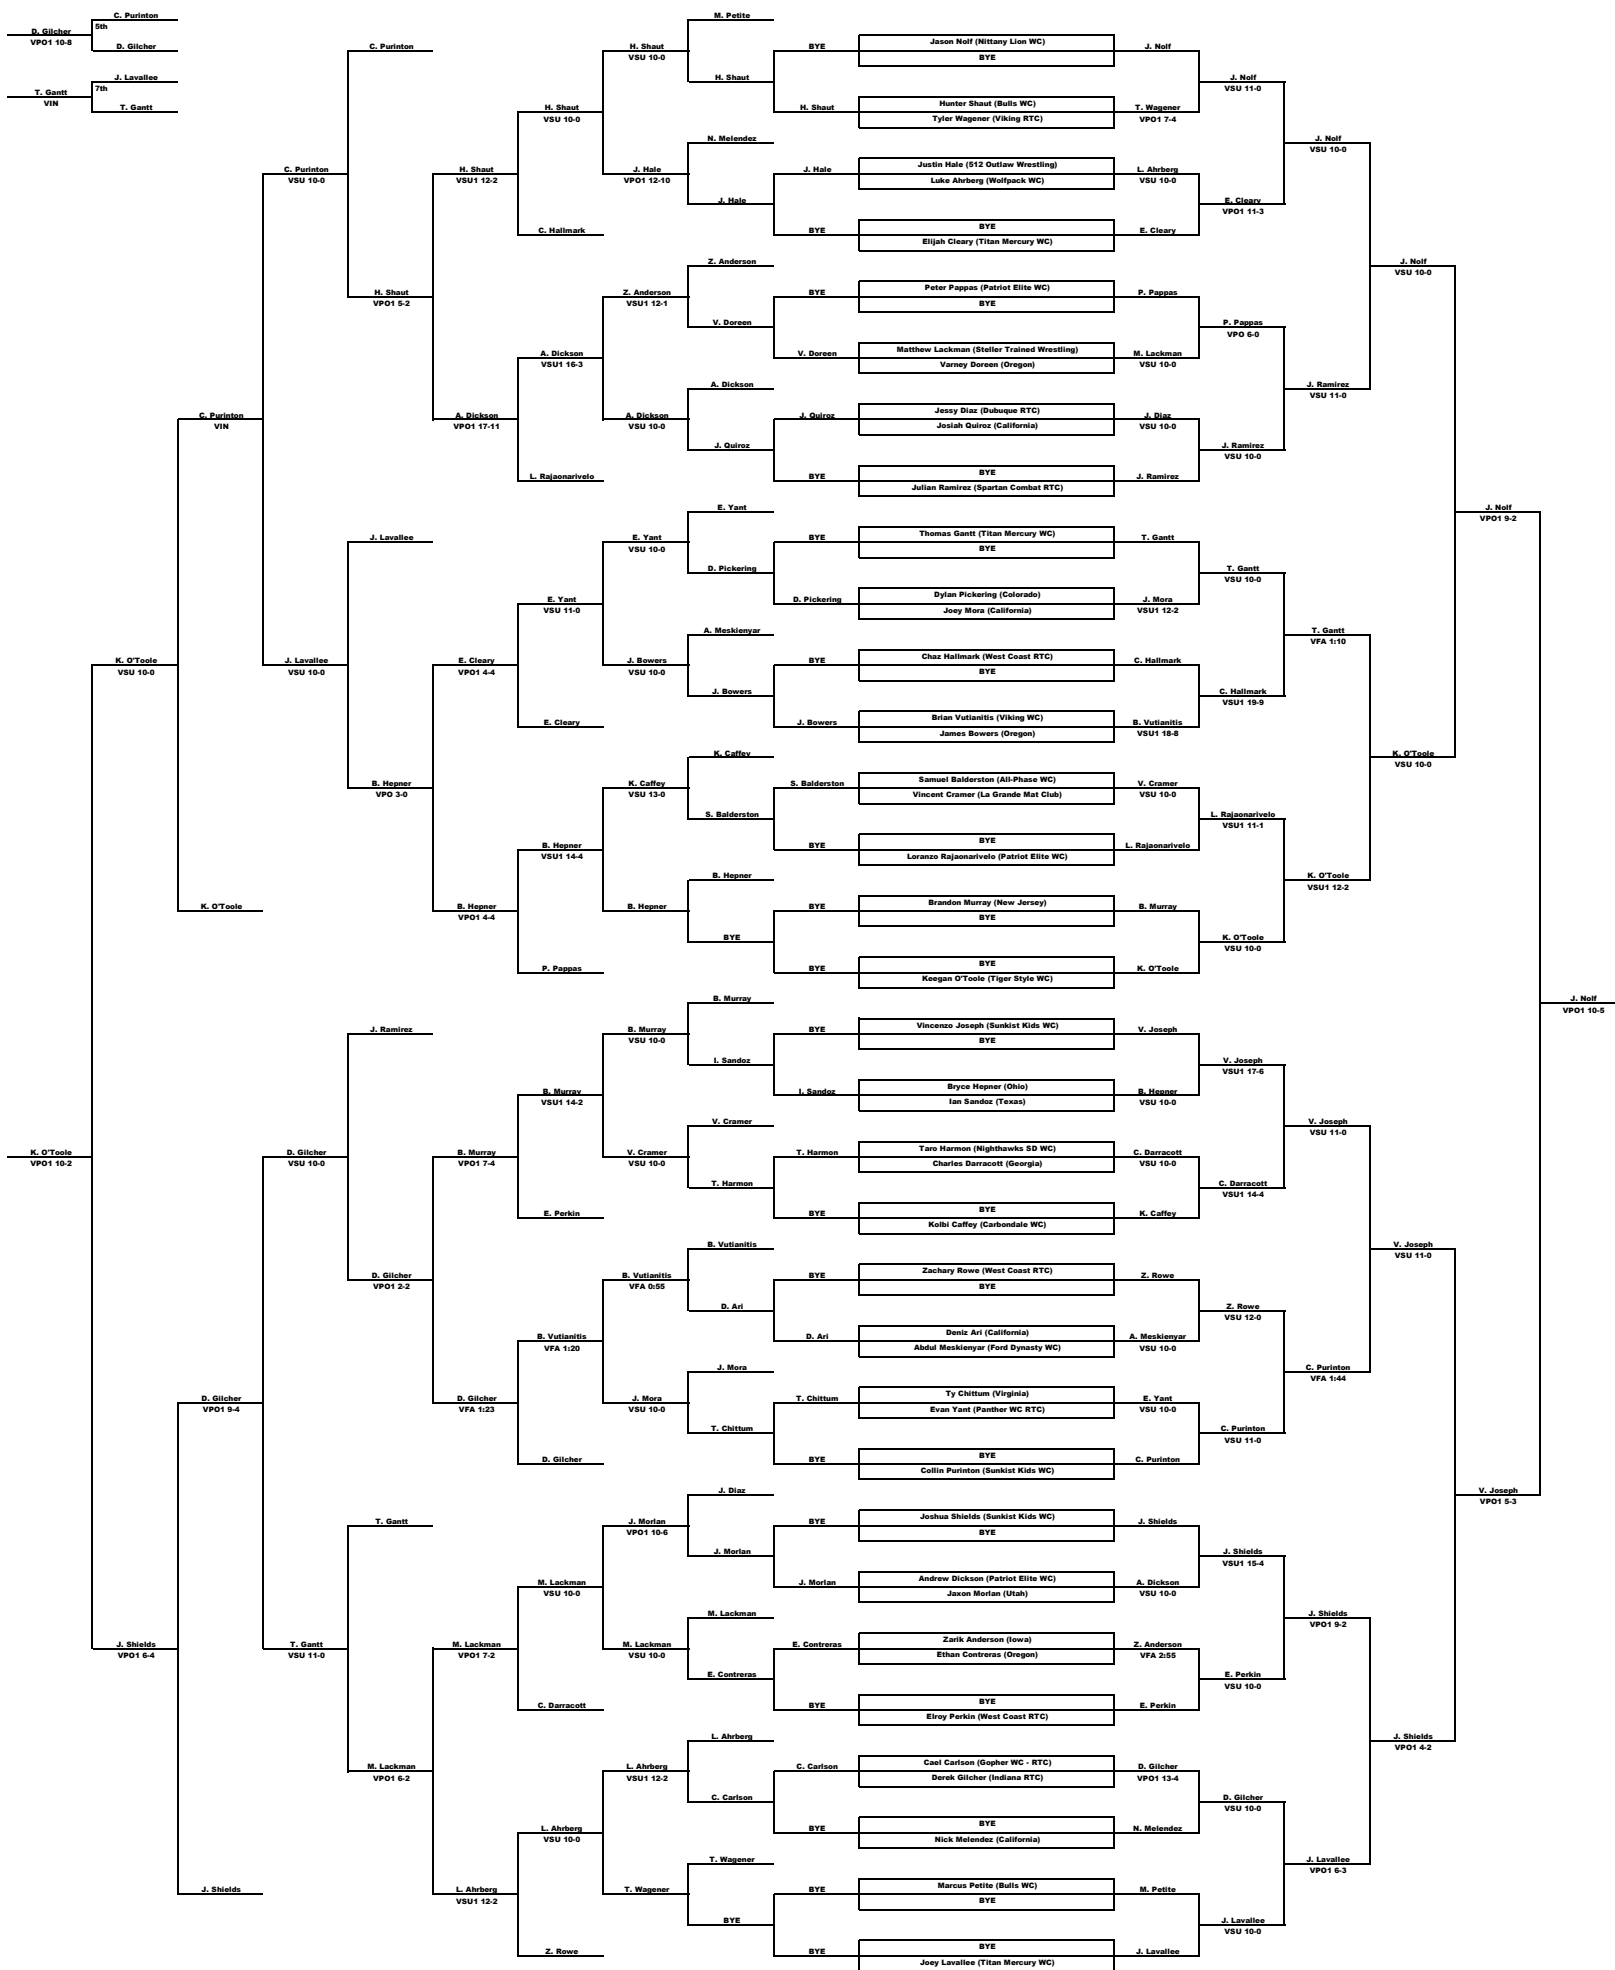 C. Purinton
5th
D. Gilcher
VPO1 10-8
D. Gilcher
J. Lavallee
7th
T. Gantt
VIN
T. Gantt
C. Purinton
C. Purinton
VSU 10-0
H. Shaut
VPO1 5-2
C. Purinton
VIN
J. Lavallee
J. Lavallee
VSU 10-0
B. Hepner
VPO 3-0
K. O'Toole
VSU 10-0
K. O'Toole
K. O'Toole
VPO1 10-2
J. Ramirez
D. Gilcher
VSU 10-0
D. Gilcher
VPO1 2-2
D. Gilcher
VPO1 9-4
T. Gantt
T. Gantt
VSU 11-0
M. Lackman
VPO1 6-2
J. Shields
VPO1 6-4
J. Shields
H. Shaut
VSU1 12-2
A. Dickson
VPO1 17-11
E. Cleary
VPO1 4-4
B. Hepner
VPO1 4-4
B. Murray
VPO1 7-4
D. Gilcher
VFA 1:23
M. Lackman
VPO1 7-2
L. Ahrberg
VSU1 12-2
H. Shaut
VSU 10-0
C. Hallmark
A. Dickson
VSU1 16-3
L. Rajaonarivelo
E. Yant
VSU 11-0
E. Cleary
B. Hepner
VSU1 14-4
P. Pappas
B. Murray
VSU1 14-2
E. Perkin
B. Vutianitis
VFA 1:20
D. Gilcher
M. Lackman
VSU 10-0
C. Darracott
L. Ahrberg
VSU 10-0
Z. Rowe
H. Shaut
VSU 10-0
J. Hale
VPO1 12-10
Z. Anderson
VSU1 12-1
A. Dickson
VSU 10-0
E. Yant
VSU 10-0
J. Bowers
VSU 10-0
K. Caffey
VSU 13-0
B. Hepner
B. Murray
VSU 10-0
V. Cramer
VSU 10-0
B. Vutianitis
VFA 0:55
J. Mora
VSU 10-0
J. Morlan
VPO1 10-6
M. Lackman
VSU 10-0
L. Ahrberg
VSU1 12-2
T. Wagener
M. Petite
H. Shaut
N. Melendez
J. Hale
Z. Anderson
V. Doreen
A. Dickson
J. Quiroz
E. Yant
D. Pickering
A. Meskienyar
J. Bowers
K. Caffey
S. Balderston
B. Hepner
BYE
B. Murray
I. Sandoz
V. Cramer
T. Harmon
B. Vutianitis
D. Ari
J. Mora
T. Chittum
J. Diaz
J. Morlan
M. Lackman
E. Contreras
L. Ahrberg
C. Carlson
T. Wagener
BYE
BYE
H. Shaut
J. Hale
BYE
BYE
V. Doreen
J. Quiroz
BYE
BYE
D. Pickering
BYE
J. Bowers
S. Balderston
BYE
BYE
BYE
BYE
I. Sandoz
T. Harmon
BYE
BYE
D. Ari
T. Chittum
BYE
BYE
J. Morlan
E. Contreras
BYE
C. Carlson
BYE
BYE
BYE
Jason Nolf (Nittany Lion WC)
BYE
Hunter Shaut (Bulls WC)
Tyler Wagener (Viking RTC)
Justin Hale (512 Outlaw Wrestling)
Luke Ahrberg (Wolfpack WC)
BYE
Elijah Cleary (Titan Mercury WC)
Peter Pappas (Patriot Elite WC)
BYE
Matthew Lackman (Steller Trained Wrestling)
Varney Doreen (Oregon)
Jessy Diaz (Dubuque RTC)
Josiah Quiroz (California)
BYE
Julian Ramirez (Spartan Combat RTC)
Thomas Gantt (Titan Mercury WC)
BYE
Dylan Pickering (Colorado)
Joey Mora (California)
Chaz Hallmark (West Coast RTC)
BYE
Brian Vutianitis (Viking WC)
James Bowers (Oregon)
Samuel Balderston (All-Phase WC)
Vincent Cramer (La Grande Mat Club)
BYE
Loranzo Rajaonarivelo (Patriot Elite WC)
Brandon Murray (New Jersey)
BYE
BYE
Keegan O'Toole (Tiger Style WC)
Vincenzo Joseph (Sunkist Kids WC)
BYE
Bryce Hepner (Ohio)
Ian Sandoz (Texas)
Taro Harmon (Nighthawks SD WC)
Charles Darracott (Georgia)
BYE
Kolbi Caffey (Carbondale WC)
Zachary Rowe (West Coast RTC)
BYE
Deniz Ari (California)
Abdul Meskienyar (Ford Dynasty WC)
Ty Chittum (Virginia)
Evan Yant (Panther WC RTC)
BYE
Collin Purinton (Sunkist Kids WC)
Joshua Shields (Sunkist Kids WC)
BYE
Andrew Dickson (Patriot Elite WC)
Jaxon Morlan (Utah)
Zarik Anderson (Iowa)
Ethan Contreras (Oregon)
BYE
Elroy Perkin (West Coast RTC)
Cael Carlson (Gopher WC - RTC)
Derek Gilcher (Indiana RTC)
BYE
Nick Melendez (California)
Marcus Petite (Bulls WC)
BYE
BYE
Joey Lavallee (Titan Mercury WC)
J. Nolf
T. Wagener
VPO1 7-4
L. Ahrberg
VSU 10-0
E. Cleary
P. Pappas
M. Lackman
VSU 10-0
J. Diaz
VSU 10-0
J. Ramirez
T. Gantt
J. Mora
VSU1 12-2
C. Hallmark
B. Vutianitis
VSU1 18-8
V. Cramer
VSU 10-0
L. Rajaonarivelo
B. Murray
K. O'Toole
V. Joseph
B. Hepner
VSU 10-0
C. Darracott
VSU 10-0
K. Caffey
Z. Rowe
A. Meskienyar
VSU 10-0
E. Yant
VSU 10-0
C. Purinton
J. Shields
A. Dickson
VSU 10-0
Z. Anderson
VFA 2:55
E. Perkin
D. Gilcher
VPO1 13-4
N. Melendez
M. Petite
J. Lavallee
J. Nolf
VSU 11-0
E. Cleary
VPO1 11-3
P. Pappas
VPO 6-0
J. Ramirez
VSU 10-0
T. Gantt
VSU 10-0
C. Hallmark
VSU1 19-9
L. Rajaonarivelo
VSU1 11-1
K. O'Toole
VSU 10-0
V. Joseph
VSU1 17-6
C. Darracott
VSU1 14-4
Z. Rowe
VSU 12-0
C. Purinton
VSU 11-0
J. Shields
VSU1 15-4
E. Perkin
VSU 10-0
D. Gilcher
VSU 10-0
J. Lavallee
VSU 10-0
J. Nolf
VSU 10-0
J. Ramirez
VSU 11-0
T. Gantt
VFA 1:10
K. O'Toole
VSU1 12-2
V. Joseph
VSU 11-0
C. Purinton
VFA 1:44
J. Shields
VPO1 9-2
J. Lavallee
VPO1 6-3
J. Nolf
VSU 10-0
K. O'Toole
VSU 10-0
V. Joseph
VSU 11-0
J. Shields
VPO1 4-2
J. Nolf
VPO1 9-2
V. Joseph
VPO1 5-3
J. Nolf
VPO1 10-5